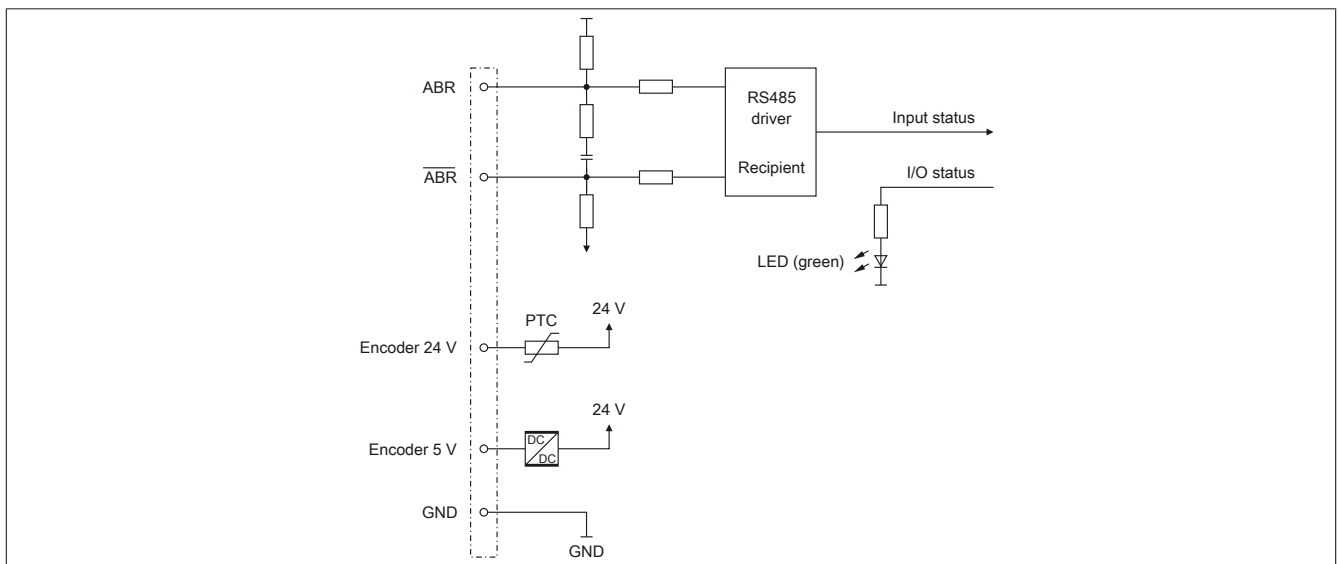 ABR
RS485
driver
Input status
A̅B̅R̅
Recipient
I/O status
LED (green)
24 V
PTC
Encoder 24 V
24 V
Encoder 5 V
DC
DC
GND
GND